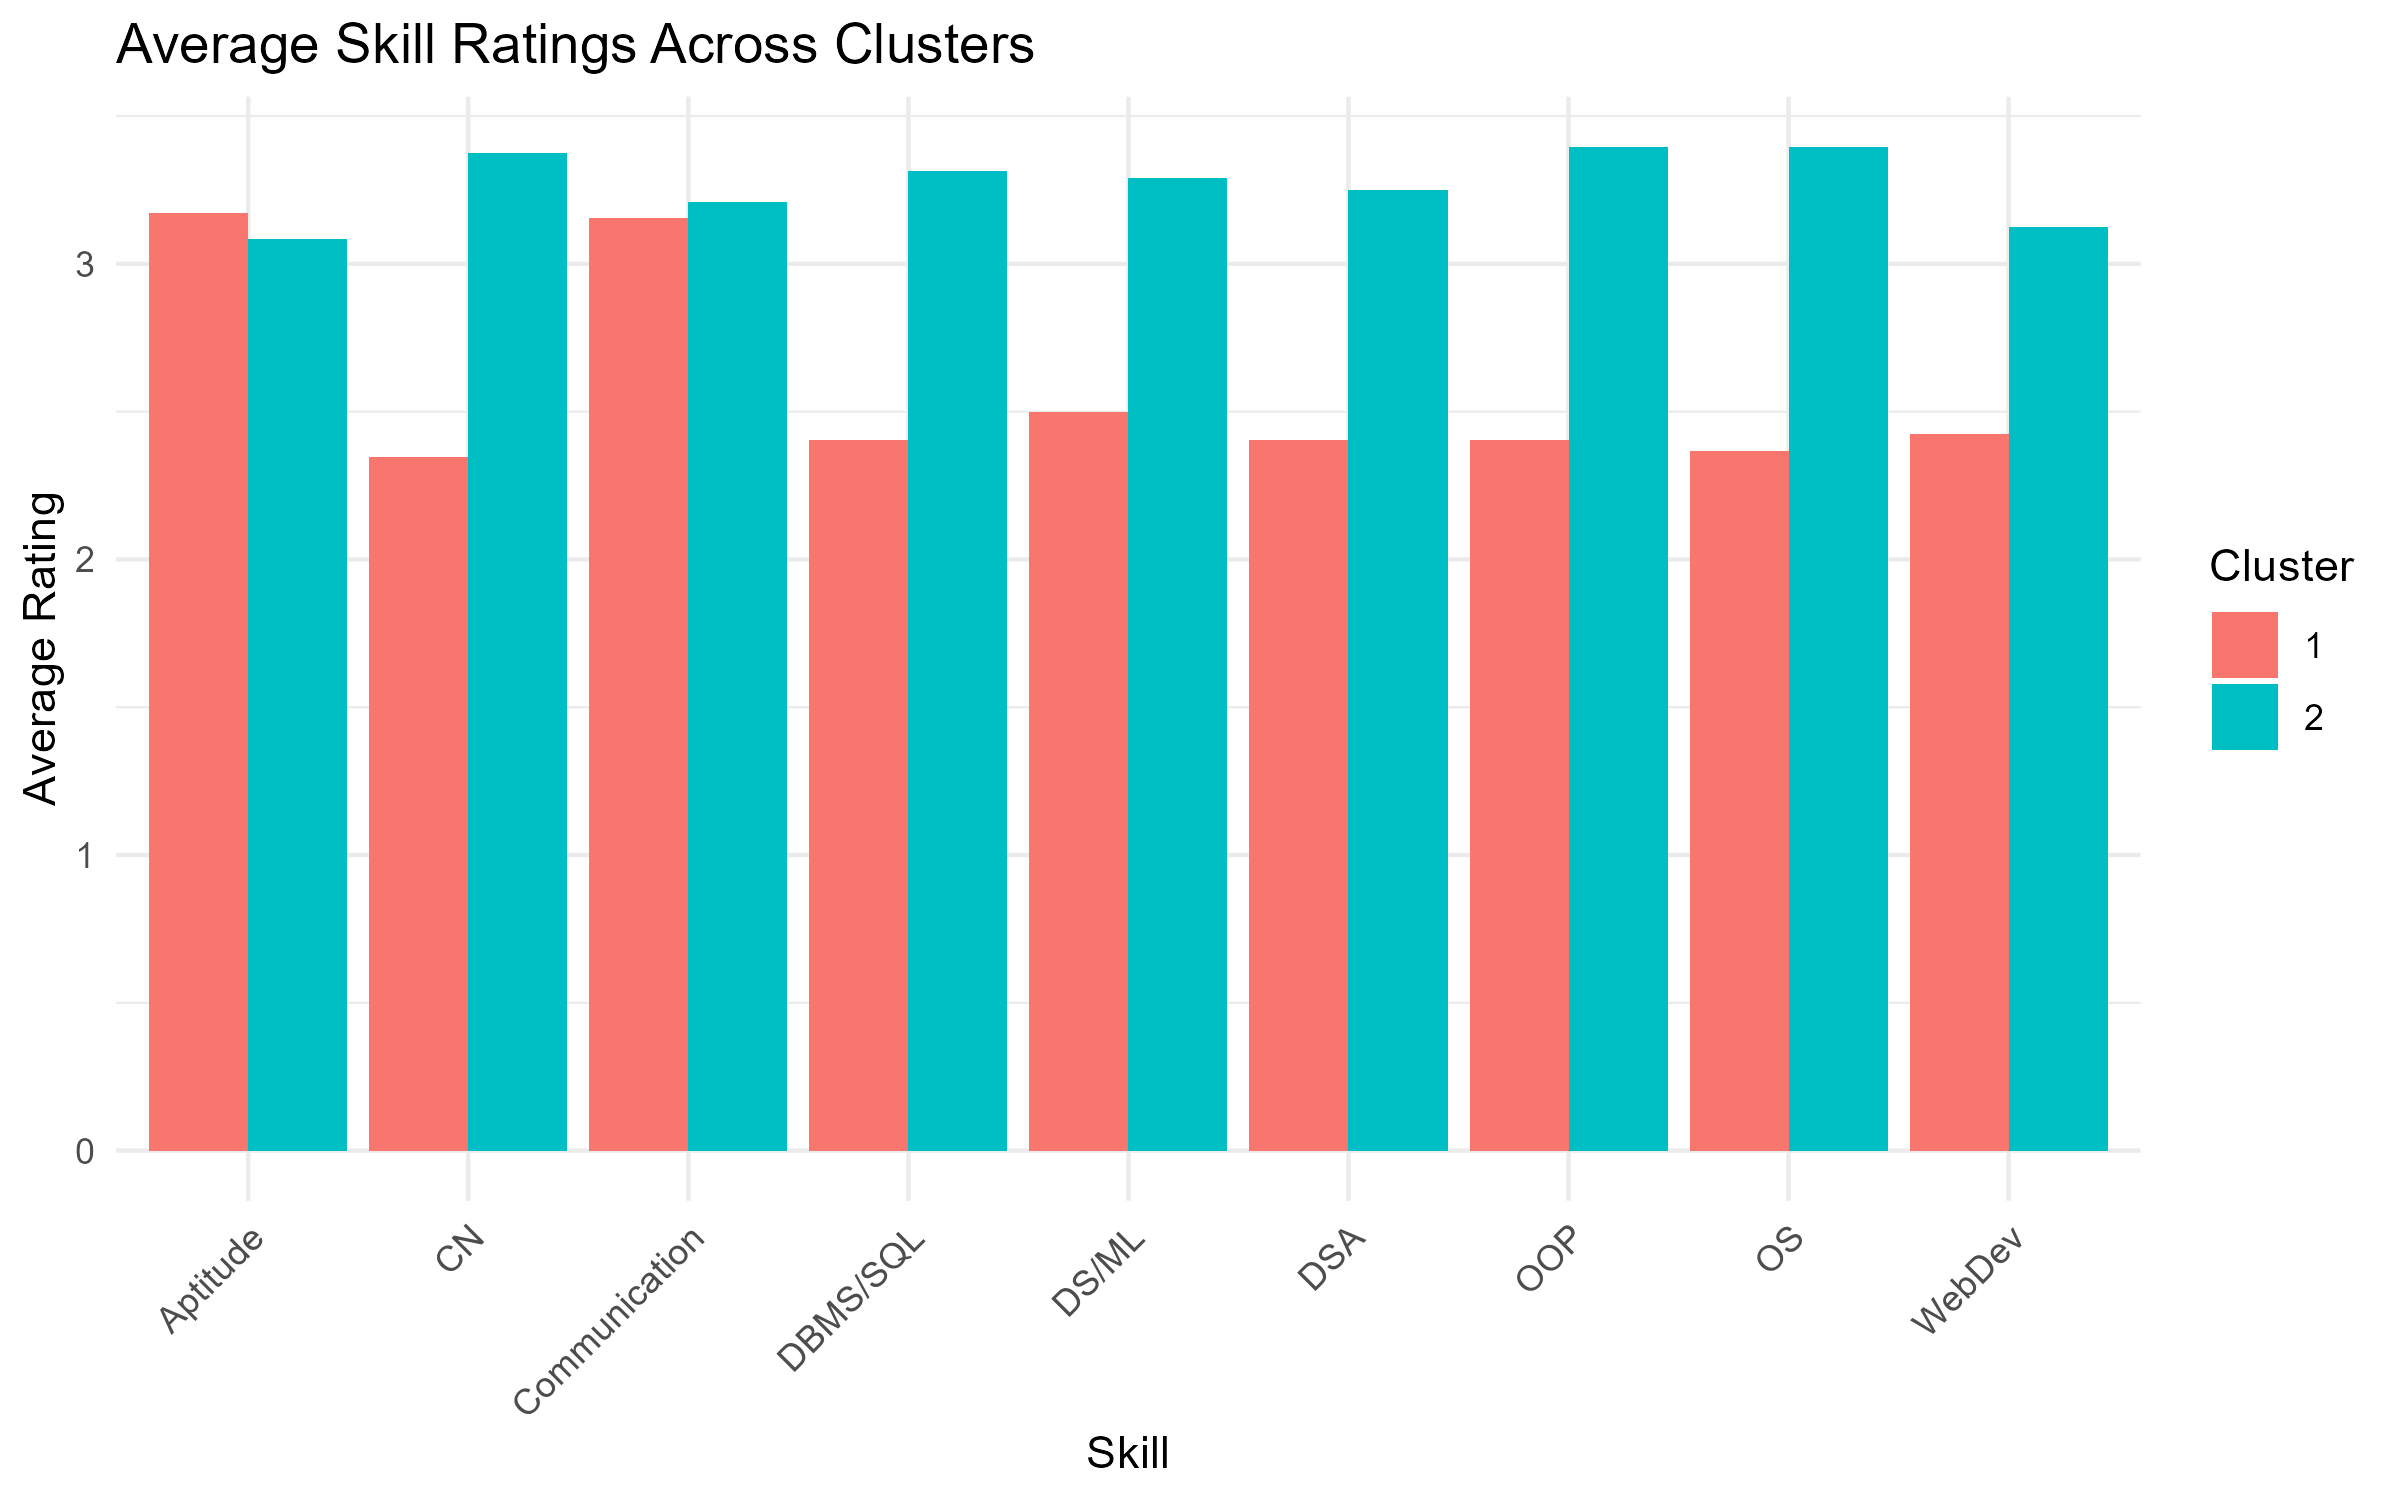 Average Skill Ratings Across Clusters
Average Rating
3
2
1
0
Aptitude
CN
Communication
DBMS/SQL
DS/ML
DSA
OOP
OS
WebDev
Skill
Cluster
1
2